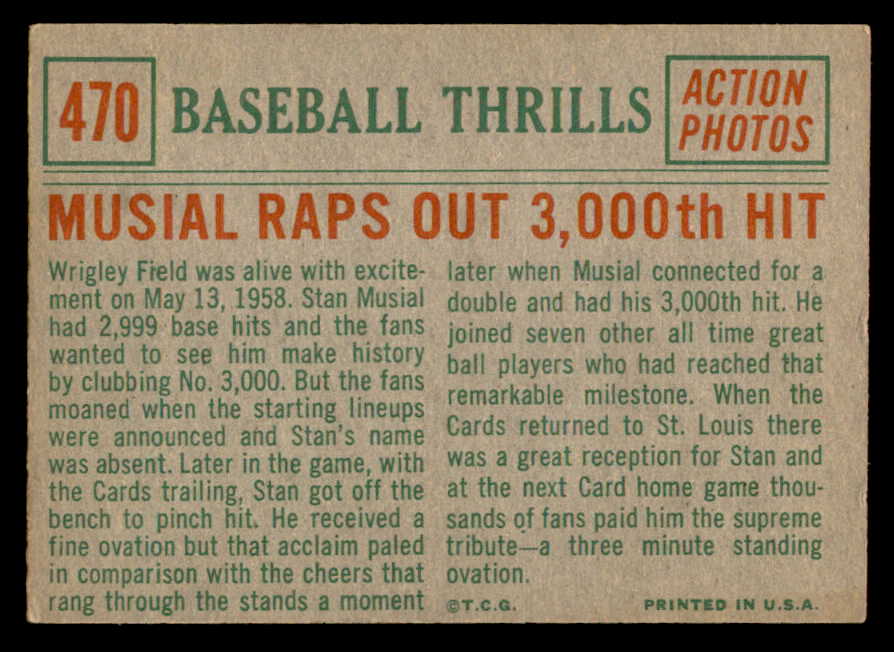 470
BASEBALL THRILLS
ACTION
PHOTOS
MUSIAL RAPS OUT 3,000th HIT
Wrigley Field was alive with excite-
ment on May 13, 1958. Stan Musial
had 2,999 base hits and the fans
wanted to see him make history
by clubbing No. 3,000. But the fans
moaned when the starting lineups
were announced and Stan's name
was absent. Later in the game, with
the Cards trailing, Stan got off the
bench to pinch hit. He received a
fine ovation but that acclaim paled
in comparison with the cheers that
rang through the stands a moment
later when Musial connected for a
double and had his 3,000th hit. He
joined seven other all time great
ball players who had reached that
remarkable milestone. When the
Cards returned to St. Louis there
was a great reception for Stan and
at the next Card home game thou-
sands of fans paid him the supreme
tribute—a three minute standing
ovation.
©T.C.G.
PRINTED IN U.S.A.